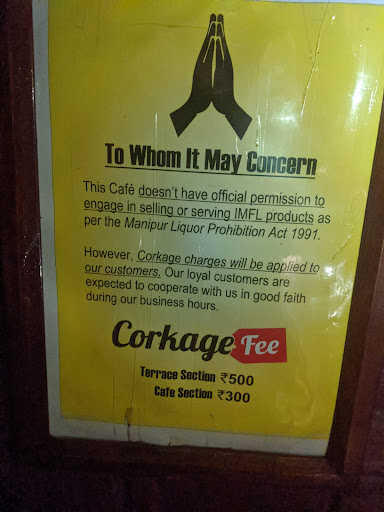 To Whom It May Concern
This Café doesn't have official permission to
engage in selling or serving IMFL products as
per the Manipur Liquor Prohibition Act 1991.
However, Corkage charges will be applied to
our customers. Our loyal customers are
expected to cooperate with us in good faith
during our business hours.
Corkage Fee
Terrace Section ₹500
Cafe Section ₹300